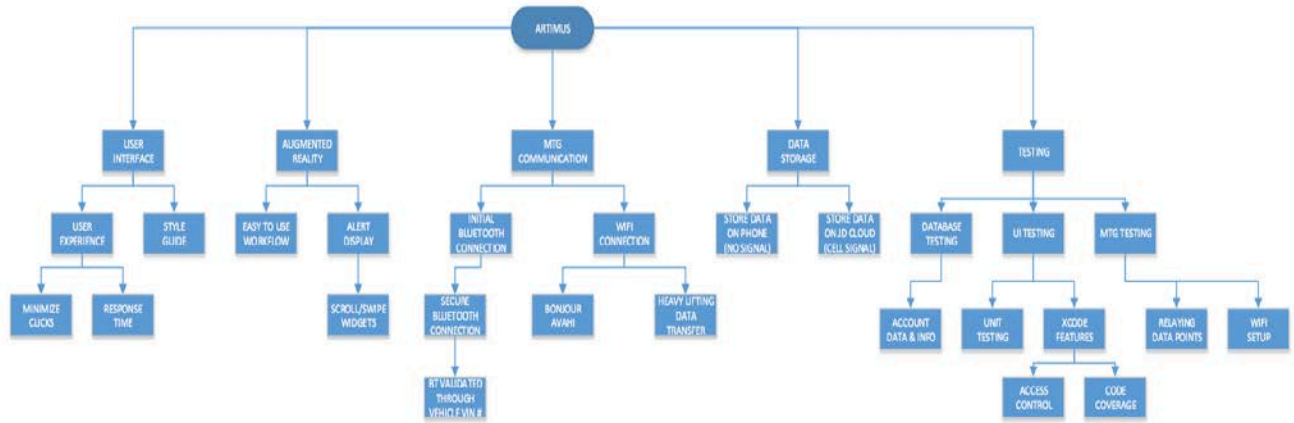 ARTIMUS
USER
INTERFACE
AUGMENTED
REALITY
MTG
COMMUNICATION
DATA
STORAGE
TESTING
USER
EXPERIENCE
STYLE
GUIDE
EASY TO USE
WORKFLOW
ALERT
DISPLAY
INITIAL
BLUETOOTH
CONNECTION
WIFI
CONNECTION
STORE DATA
ON PHONE
(NO SIGNAL)
STORE DATA
ON JD CLOUD
(CELL SIGNAL)
DATABASE
TESTING
UI TESTING
MTG TESTING
MINIMIZE
CLICKS
RESPONSE
TIME
SCROLL/SWIPE
WIDGETS
SECURE
BLUETOOTH
CONNECTION
BONJOUR
AVAHI
HEAVY LIFTING
DATA
TRANSFER
ACCOUNT
DATA & INFO
UNIT
TESTING
XCODE
FEATURES
RELAYING
DATA POINTS
WIFI
SETUP
BT VALIDATED
THROUGH
VEHICLE VIN #
ACCESS
CONTROL
CODE
COVERAGE